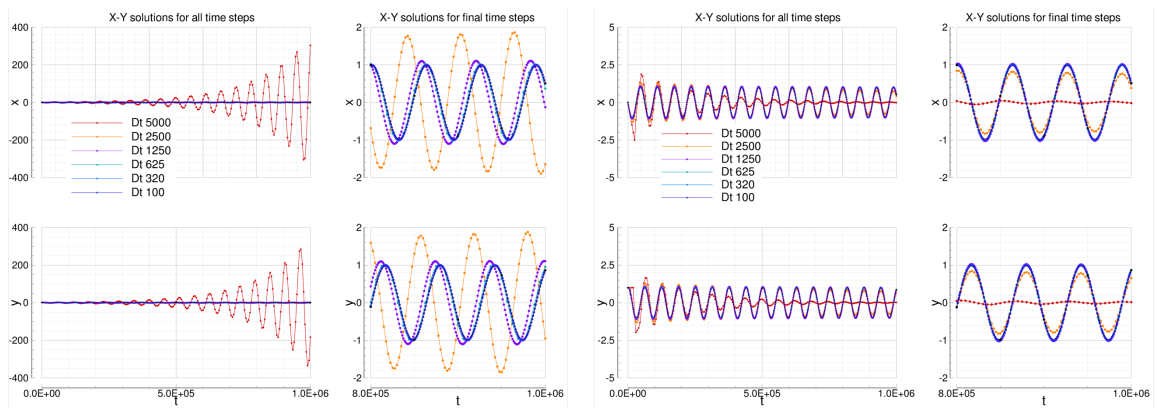 X-Y solutions for all time steps
X-Y solutions for final time steps
X-Y solutions for all time steps
X-Y solutions for final time steps
400
200
0
-200
-400
x
Dt 5000
Dt 2500
Dt 1250
Dt 625
Dt 320
Dt 100
2
1
0
-1
-2
x
5
2.5
0
-2.5
-5
x
Dt 5000
Dt 2500
Dt 1250
Dt 625
Dt 320
Dt 100
2
1
0
-1
-2
x
400
200
0
-200
-400
y
2
1
0
-1
-2
y
5
2.5
0
-2.5
-5
y
2
1
0
-1
-2
y
0.0E+00 5.0E+05 1.0E+06
t
8.0E+05 1.0E+06
0.0E+00 5.0E+05 1.0E+06
t
8.0E+05 1.0E+06